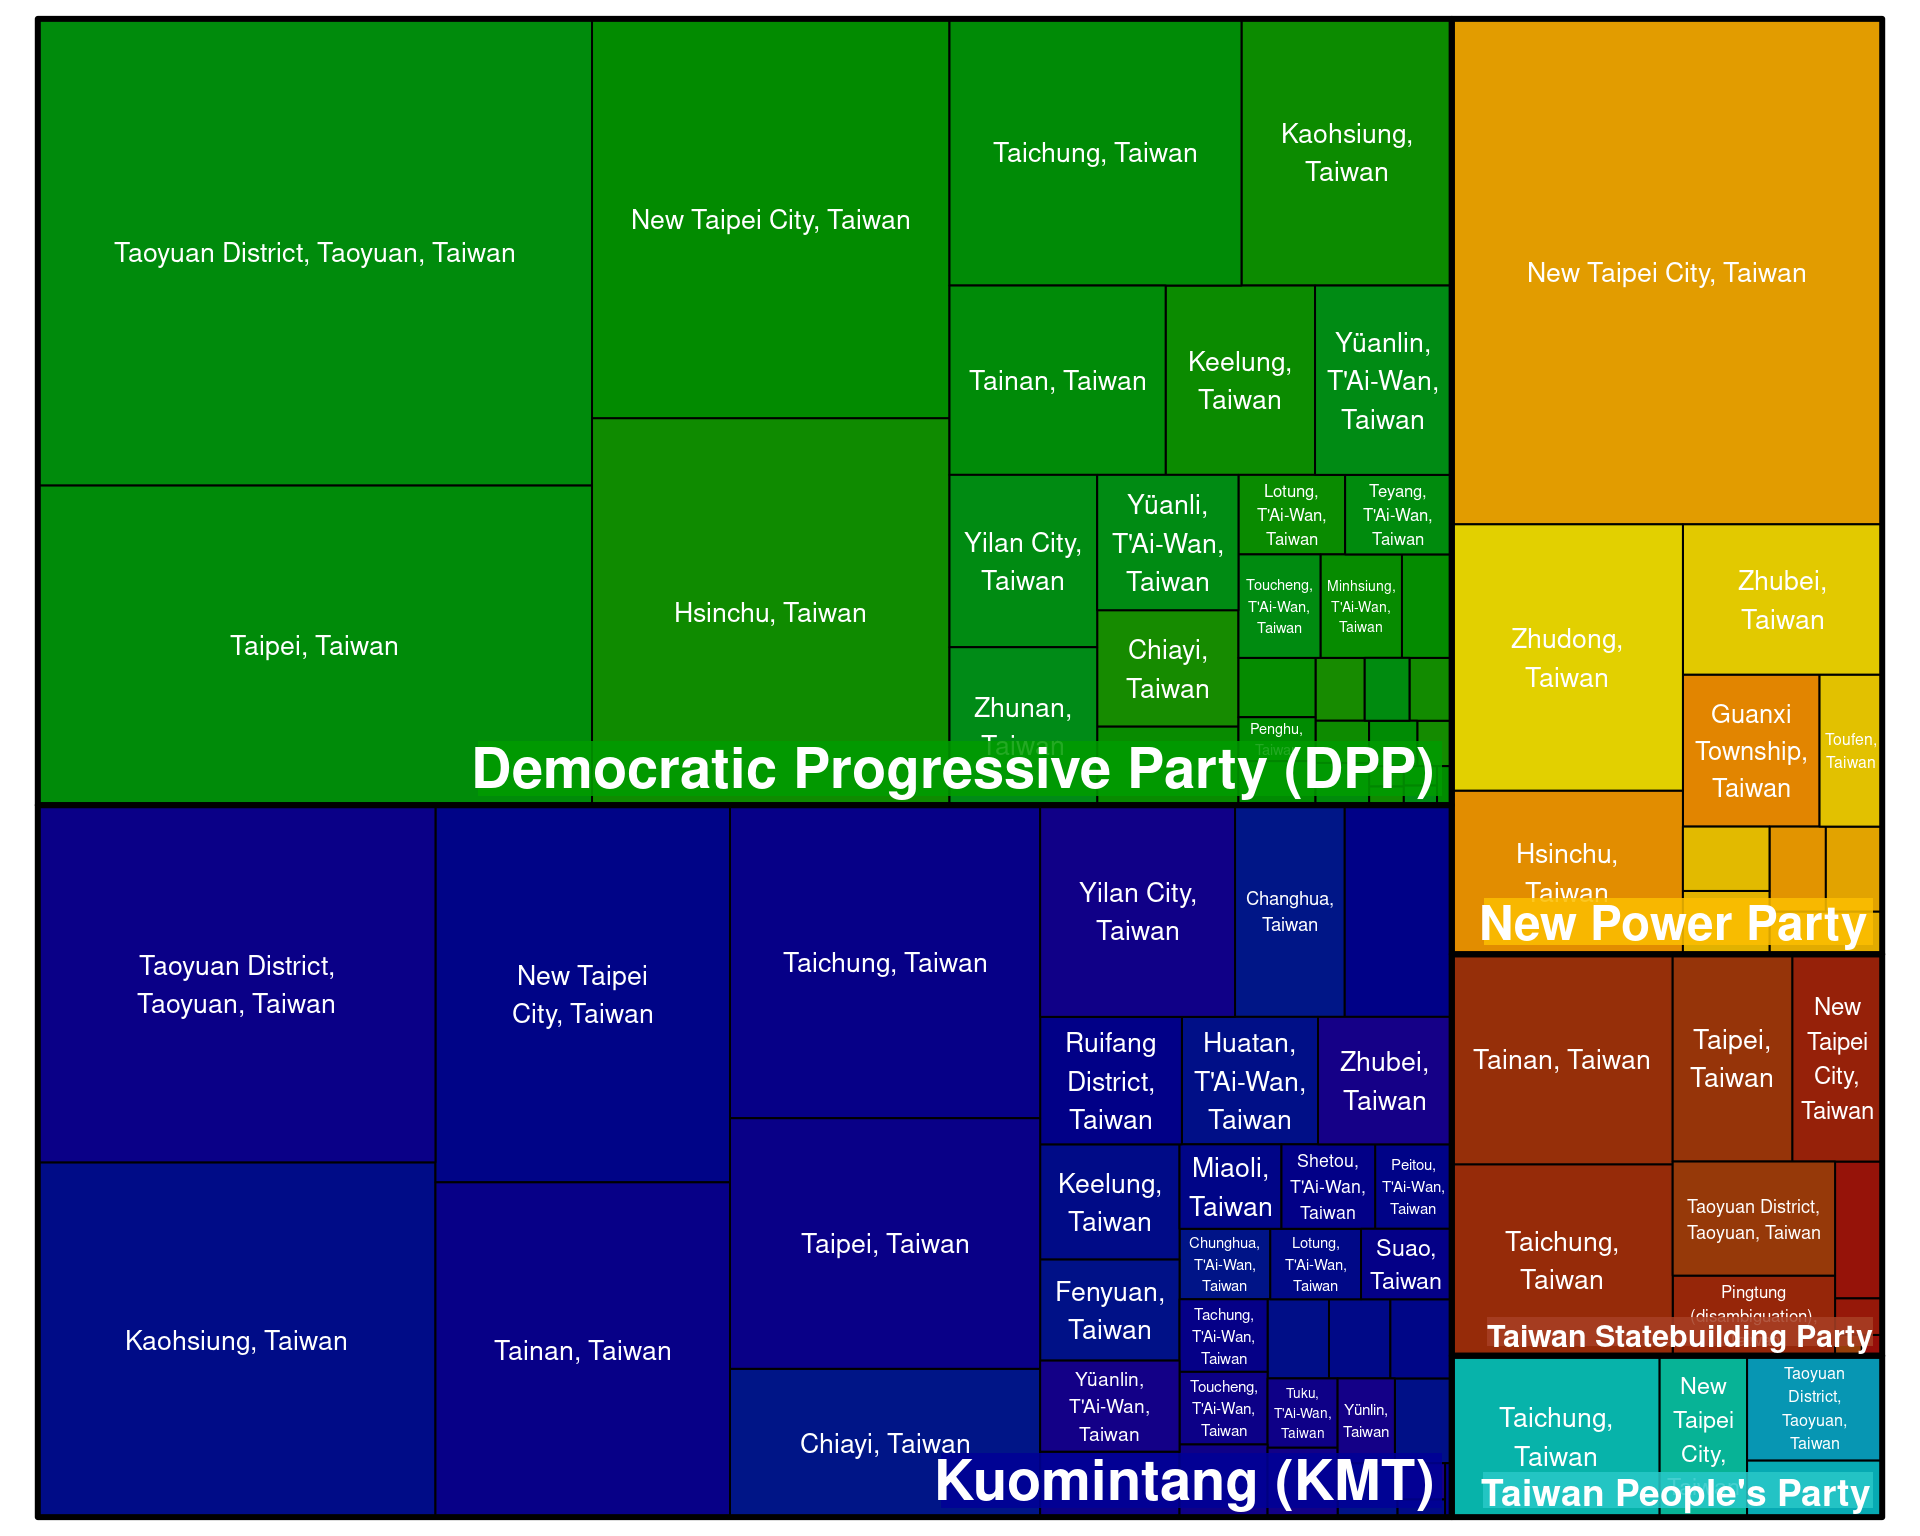 Taoyuan District, Taoyuan, Taiwan
Taipei, Taiwan
New Taipei City, Taiwan
Hsinchu, Taiwan
Taichung, Taiwan
Kaohsiung,
Taiwan
Tainan, Taiwan
Keelung,
Taiwan
Yüanlin,
T'Ai-Wan,
Taiwan
Yilan City,
Taiwan
Zhunan,
Taiwan
Yüanli,
T'Ai-Wan,
Taiwan
Chiayi,
Taiwan
Lotung,
T'Ai-Wan,
Taiwan
Teyang,
T'Ai-Wan,
Taiwan
Toucheng,
T'Ai-Wan,
Taiwan
Minhsiung,
T'Ai-Wan,
Taiwan
Penghu,
Taiwan
Democratic Progressive Party (DPP)
Taoyuan District,
Taoyuan, Taiwan
Kaohsiung, Taiwan
New Taipei
City, Taiwan
Tainan, Taiwan
Taichung, Taiwan
Taipei, Taiwan
Chiayi, Taiwan
Yilan City,
Taiwan
Changhua,
Taiwan
Ruifang
District,
Taiwan
Huatan,
T'Ai-Wan,
Taiwan
Zhubei,
Taiwan
Keelung,
Taiwan
Fenyuan,
Taiwan
Yüanlin,
T'Ai-Wan,
Taiwan
Miaoli,
Taiwan
Shetou,
T'Ai-Wan,
Taiwan
Peitou,
T'Ai-Wan,
Taiwan
Chunghua,
T'Ai-Wan,
Taiwan
Lotung,
T'Ai-Wan,
Taiwan
Suao,
Taiwan
Tachung,
T'Ai-Wan,
Taiwan
Toucheng,
T'Ai-Wan,
Taiwan
Tuku,
T'Ai-Wan,
Taiwan
Yünlin,
Taiwan
Kuomintang (KMT)
New Taipei City, Taiwan
Zhudong,
Taiwan
Zhubei,
Taiwan
Guanxi
Township,
Taiwan
Toufen,
Taiwan
Hsinchu,
Taiwan
New Power Party
Tainan, Taiwan
Taichung,
Taiwan
Taipei,
Taiwan
New
Taipei
City,
Taiwan
Taoyuan District,
Taoyuan, Taiwan
Pingtung
(disambiguation),
Taiwan Statebuilding Party
Taichung,
Taiwan
New
Taipei
City,
Taoyuan
District,
Taoyuan,
Taiwan
Taiwan People's Party